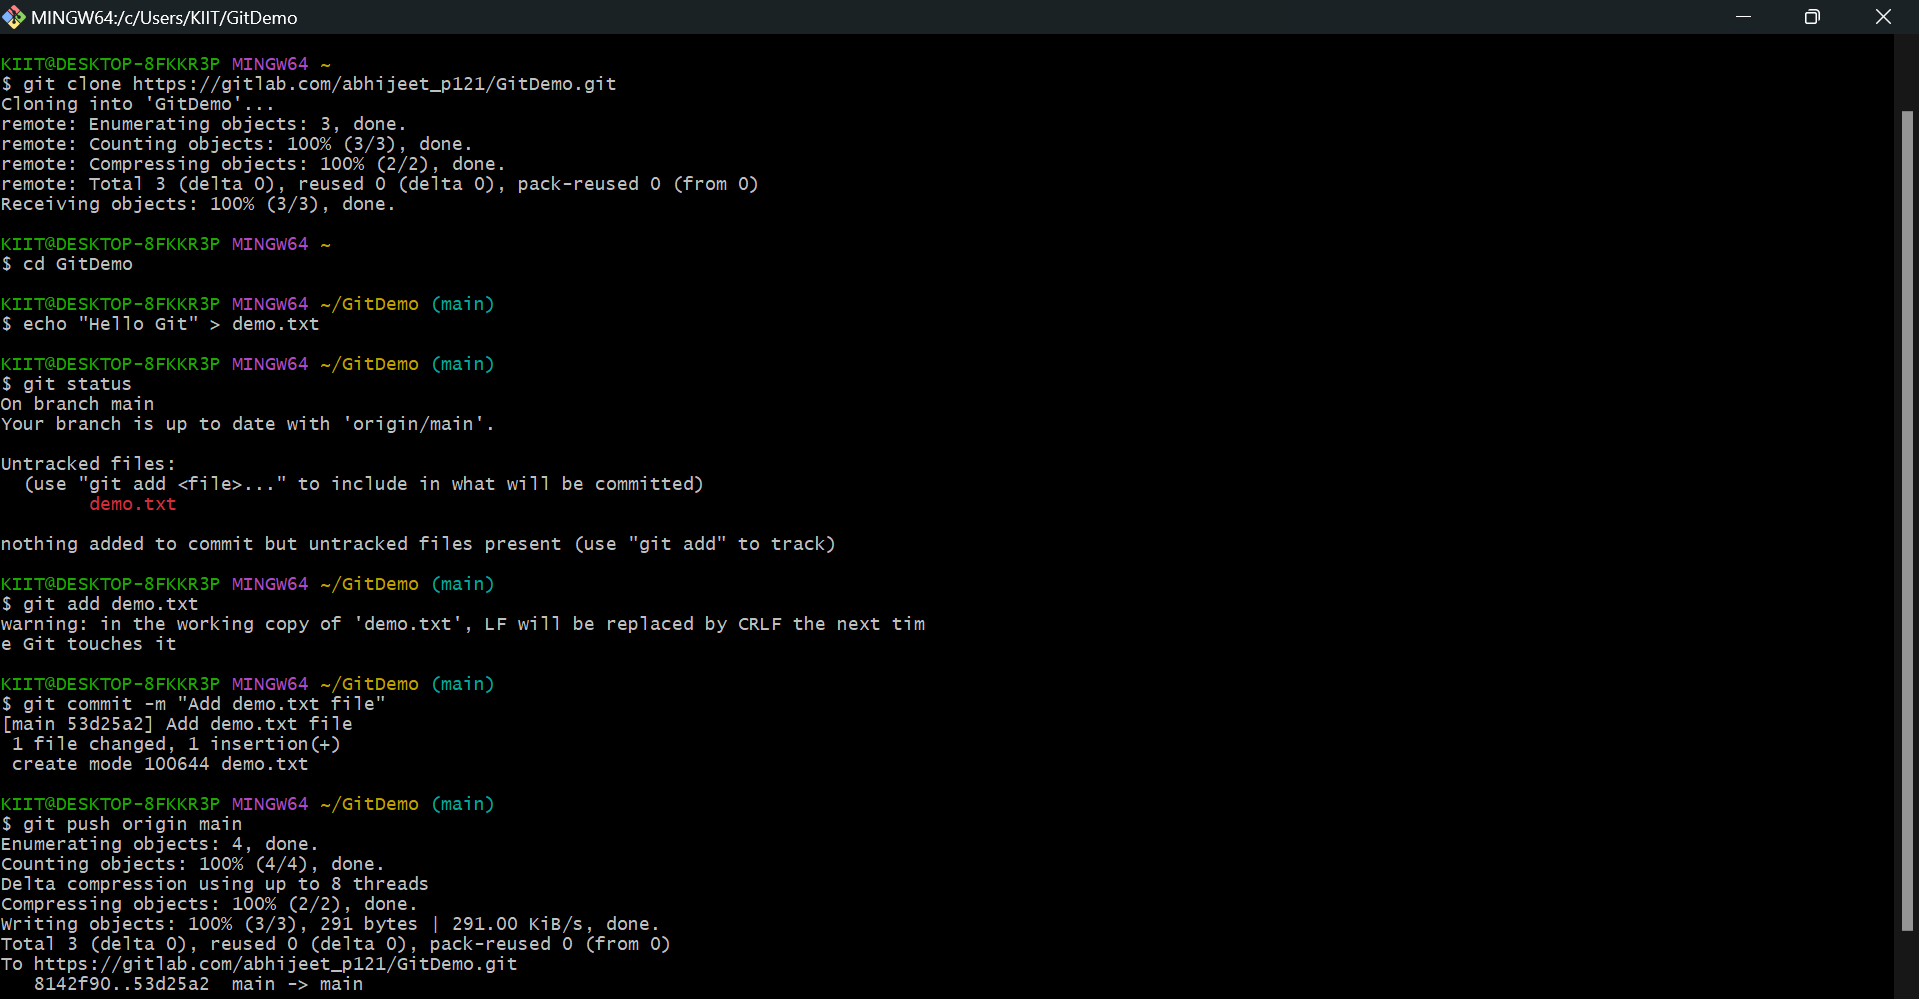 MINGW64:/c/Users/KIIT/GitDemo
KIIT@DESKTOP-8FKKR3P MINGW64 ~
$ git clone https://gitlab.com/abhijeet_p121/GitDemo.git
Cloning into 'GitDemo'...
remote: Enumerating objects: 3, done.
remote: Counting objects: 100% (3/3), done.
remote: Compressing objects: 100% (2/2), done.
remote: Total 3 (delta 0), reused 0 (delta 0), pack-reused 0 (from 0)
Receiving objects: 100% (3/3), done.
KIIT@DESKTOP-8FKKR3P MINGW64 ~
$ cd GitDemo
KIIT@DESKTOP-8FKKR3P MINGW64 ~/GitDemo (main)
$ echo "Hello Git" > demo.txt
KIIT@DESKTOP-8FKKR3P MINGW64 ~/GitDemo (main)
$ git status
On branch main
Your branch is up to date with 'origin/main'.
Untracked files:
  (use "git add <file>..." to include in what will be committed)
        demo.txt
nothing added to commit but untracked files present (use "git add" to track)
KIIT@DESKTOP-8FKKR3P MINGW64 ~/GitDemo (main)
$ git add demo.txt
warning: in the working copy of 'demo.txt', LF will be replaced by CRLF the next tim
e Git touches it
KIIT@DESKTOP-8FKKR3P MINGW64 ~/GitDemo (main)
$ git commit -m "Add demo.txt file"
[main 53d25a2] Add demo.txt file
 1 file changed, 1 insertion(+)
 create mode 100644 demo.txt
KIIT@DESKTOP-8FKKR3P MINGW64 ~/GitDemo (main)
$ git push origin main
Enumerating objects: 4, done.
Counting objects: 100% (4/4), done.
Delta compression using up to 8 threads
Compressing objects: 100% (2/2), done.
Writing objects: 100% (3/3), 291 bytes | 291.00 KiB/s, done.
Total 3 (delta 0), reused 0 (delta 0), pack-reused 0 (from 0)
To https://gitlab.com/abhijeet_p121/GitDemo.git
   8142f90..53d25a2  main -> main